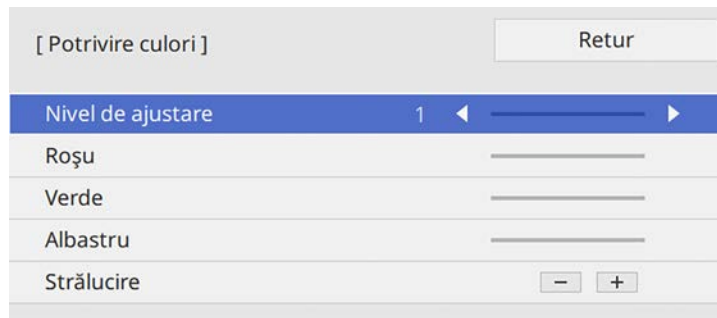 [ Potrivire culori ]
Retur
Nivel de ajustare 1
Roşu
Verde
Albastru
Strălucire − +